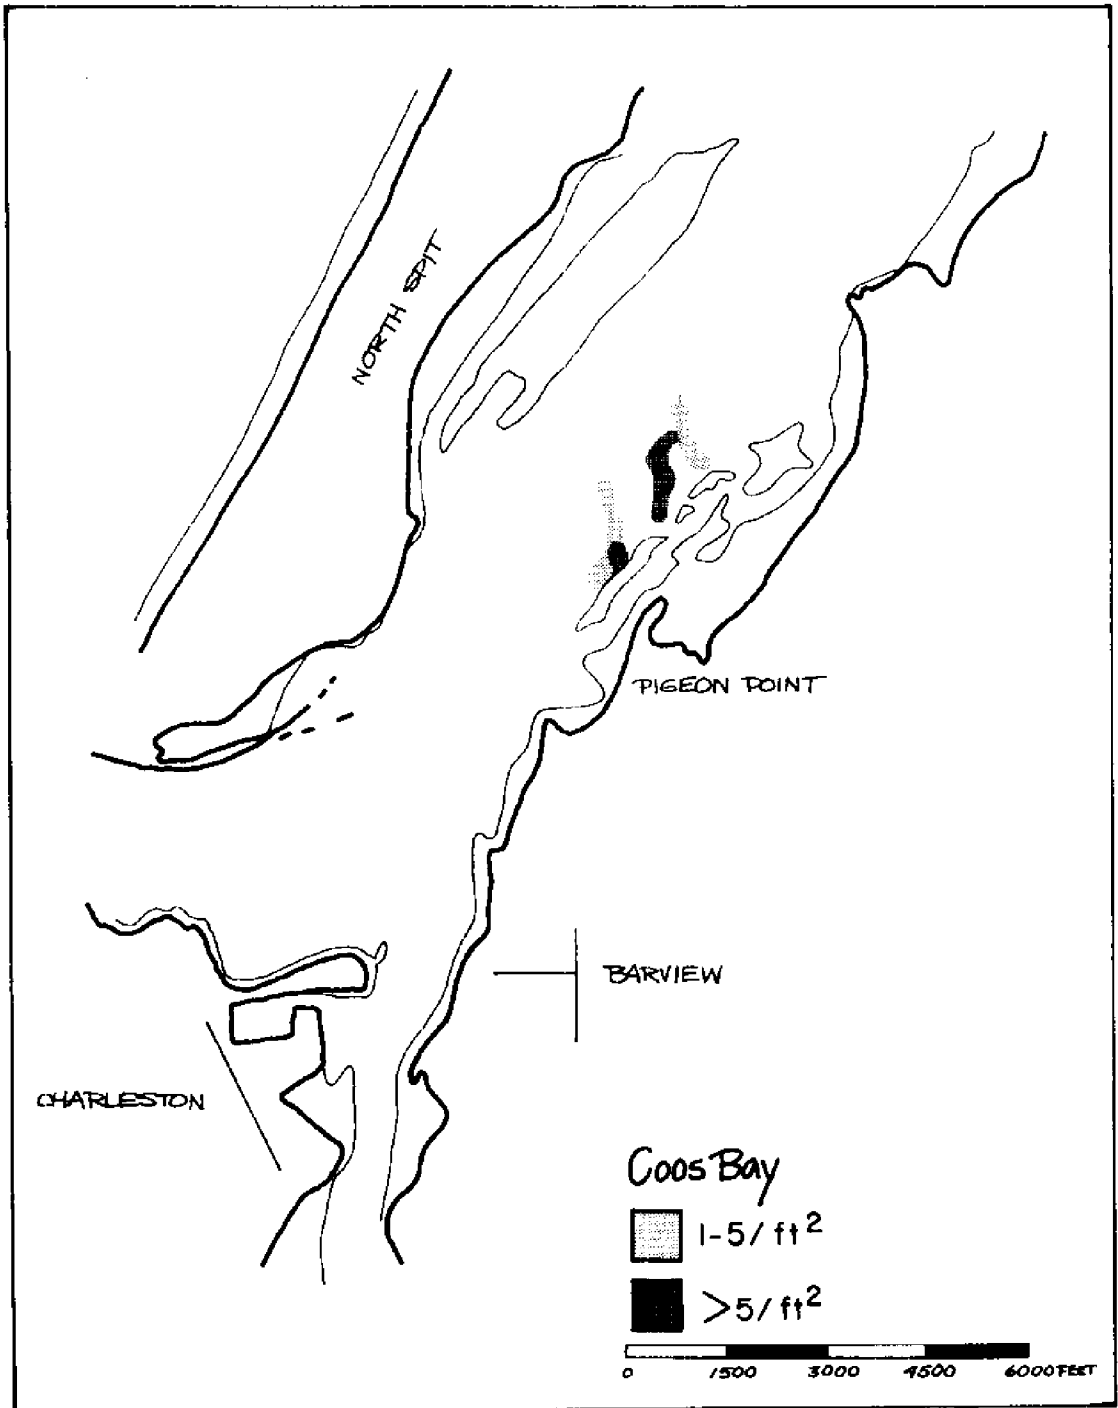 NORTH SPIT
PIGEON POINT
BARVIEW
CHARLESTON
Coos Bay
1-5/ft²
>5/ft²
0 1500 3000 4500 6000 FEET